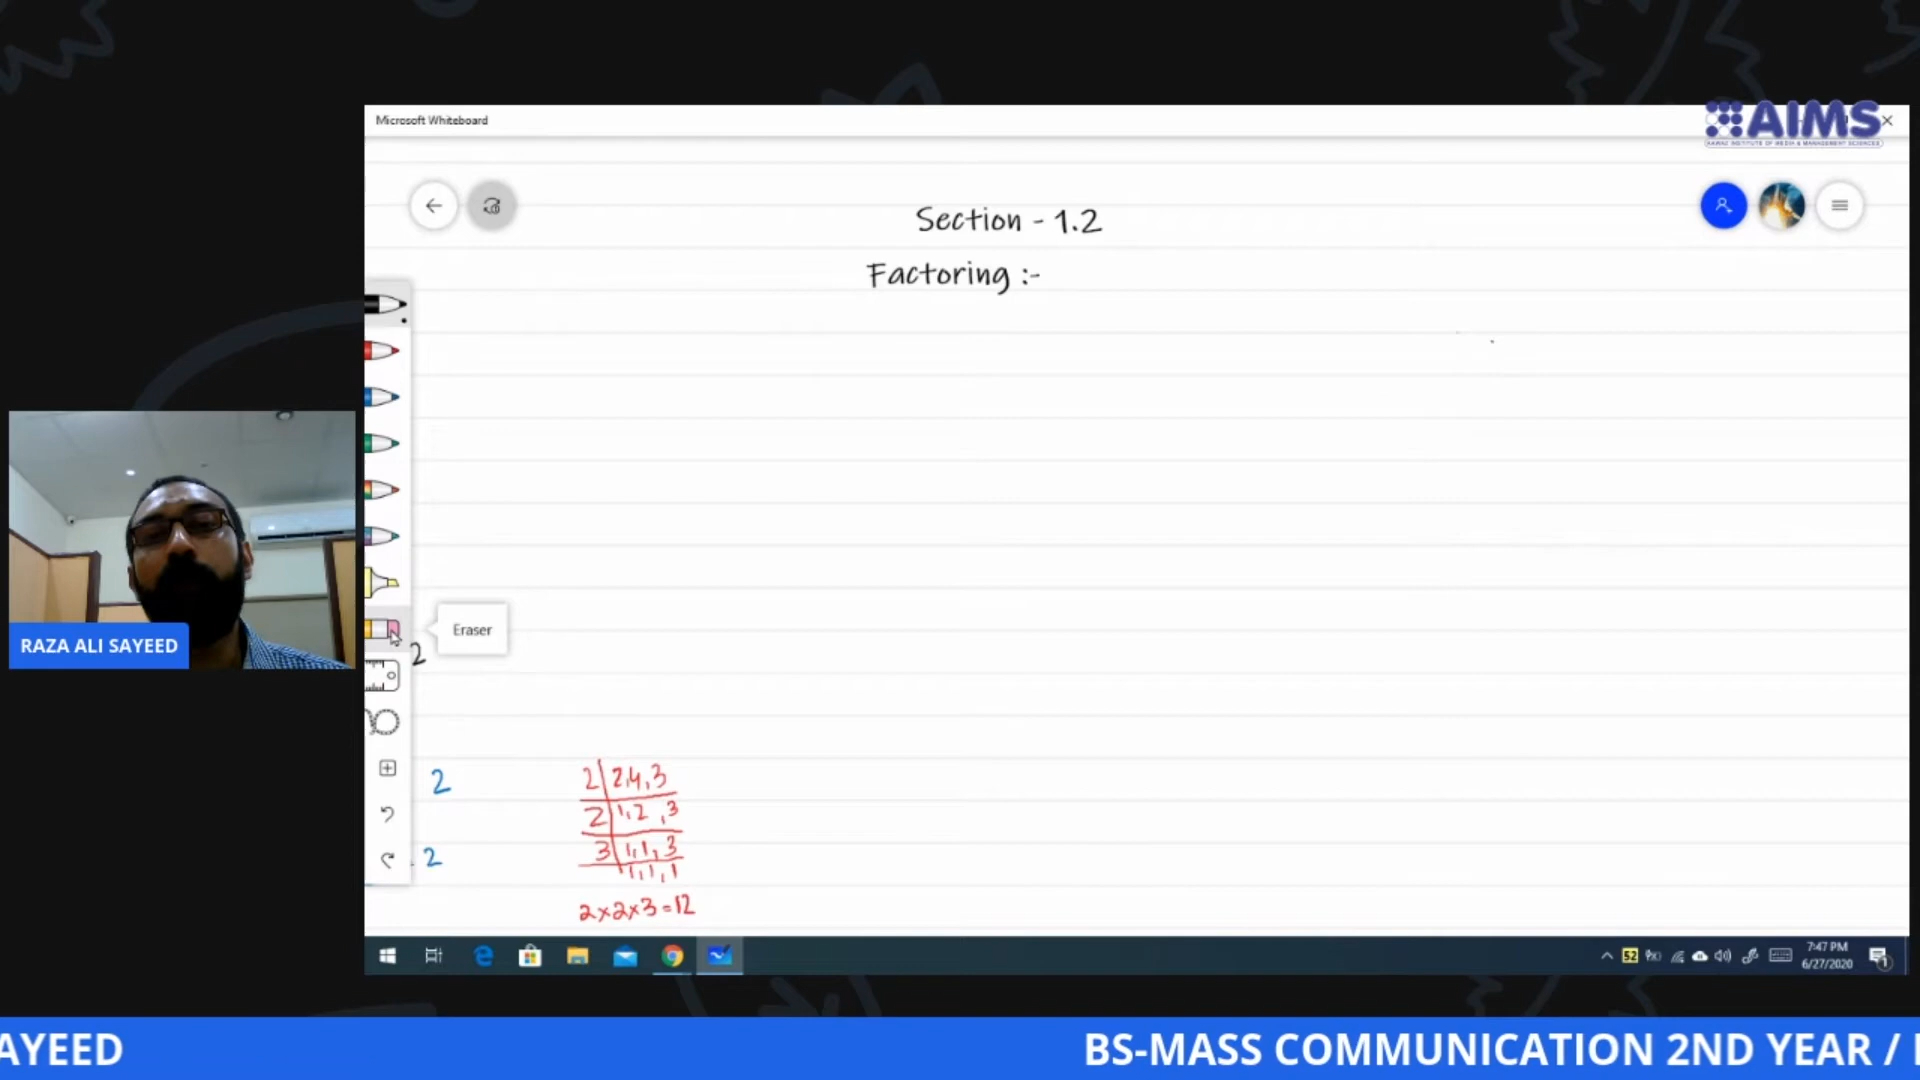 Microsoft Whiteboard
AIMS
Section - 1.2
Factoring :-
Eraser
2
RAZA ALI SAYEED
2
2 2,4,3
2 1,2,3
2
3 1,1,3
1,1,1
2×2×3=12
52
7:47 PM
6/27/2020
1
AYEED
BS-MASS COMMUNICATION 2ND YEAR /